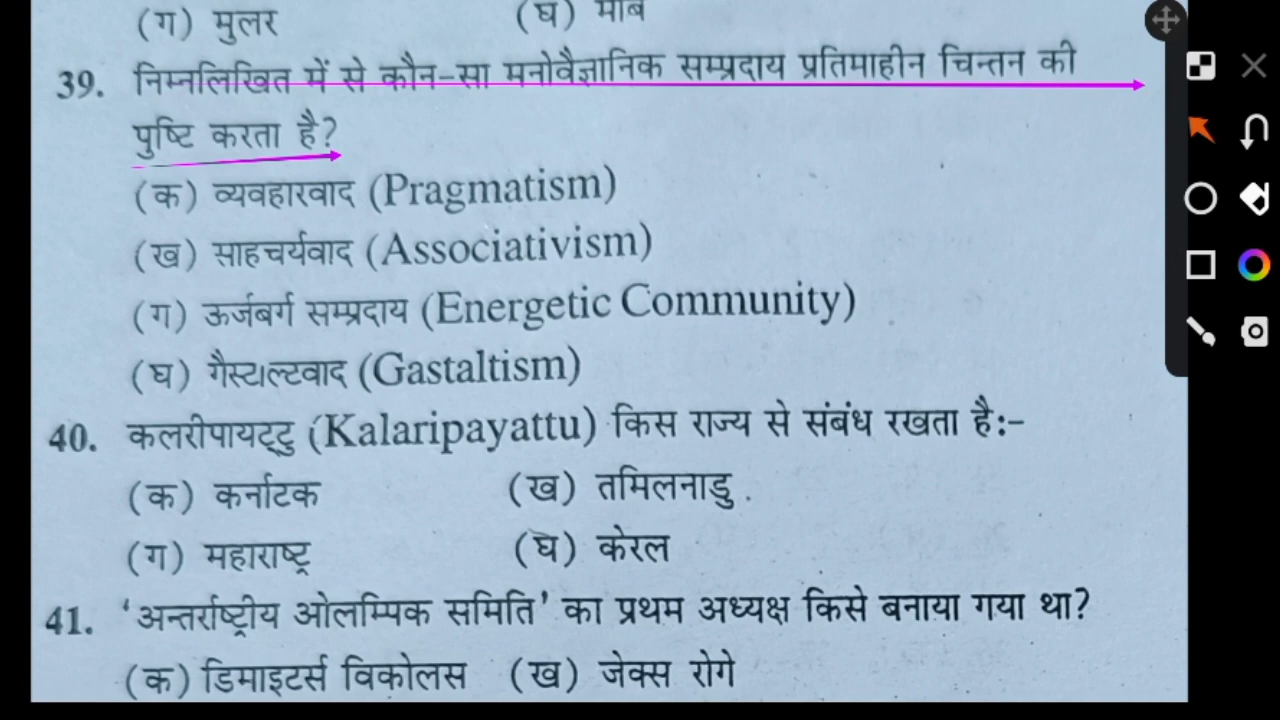 (ग) मुलर (घ) मार्ब
39. निम्नलिखित में से कौन-सा मनोवैज्ञानिक सम्प्रदाय प्रतिमाहीन चिन्तन की
पुष्टि करता है?
(क) व्यवहारवाद (Pragmatism)
(ख) साहचर्यवाद (Associativism)
(ग) ऊर्जबर्ग सम्प्रदाय (Energetic Community)
(घ) गैस्टाल्टवाद (Gastaltism)
40. कलरीपायट्टु (Kalaripayattu) किस राज्य से संबंध रखता है:-
(क) कर्नाटक (ख) तमिलनाडु .
(ग) महाराष्ट्र (घ) केरल
41. 'अन्तर्राष्ट्रीय ओलम्पिक समिति' का प्रथम अध्यक्ष किसे बनाया गया था?
(क) डिमाइटर्स विकोलस (ख) जेक्स रोगे